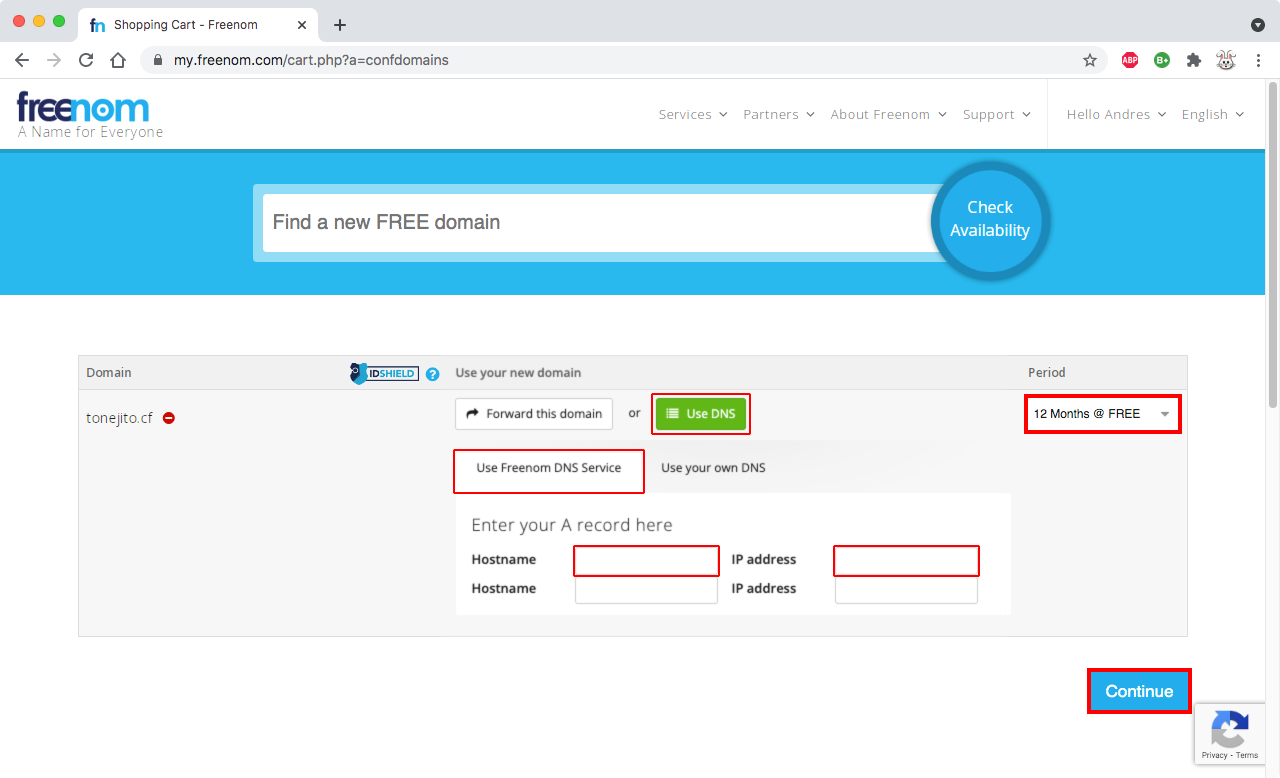 fn Shopping Cart - Freenom
my.freenom.com/cart.php?a=confdomains
ABP
B+
freenom
A Name for Everyone
Services
Partners
About Freenom
Support
Hello Andres
English
Find a new FREE domain
Check
Availability
Domain
IDSHIELD
?
Use your new domain
Period
tonejito.cf
Forward this domain
or
Use DNS
12 Months @ FREE
Use Freenom DNS Service
Use your own DNS
Enter your A record here
Hostname
IP address
Hostname
IP address
Continue
Privacy - Terms